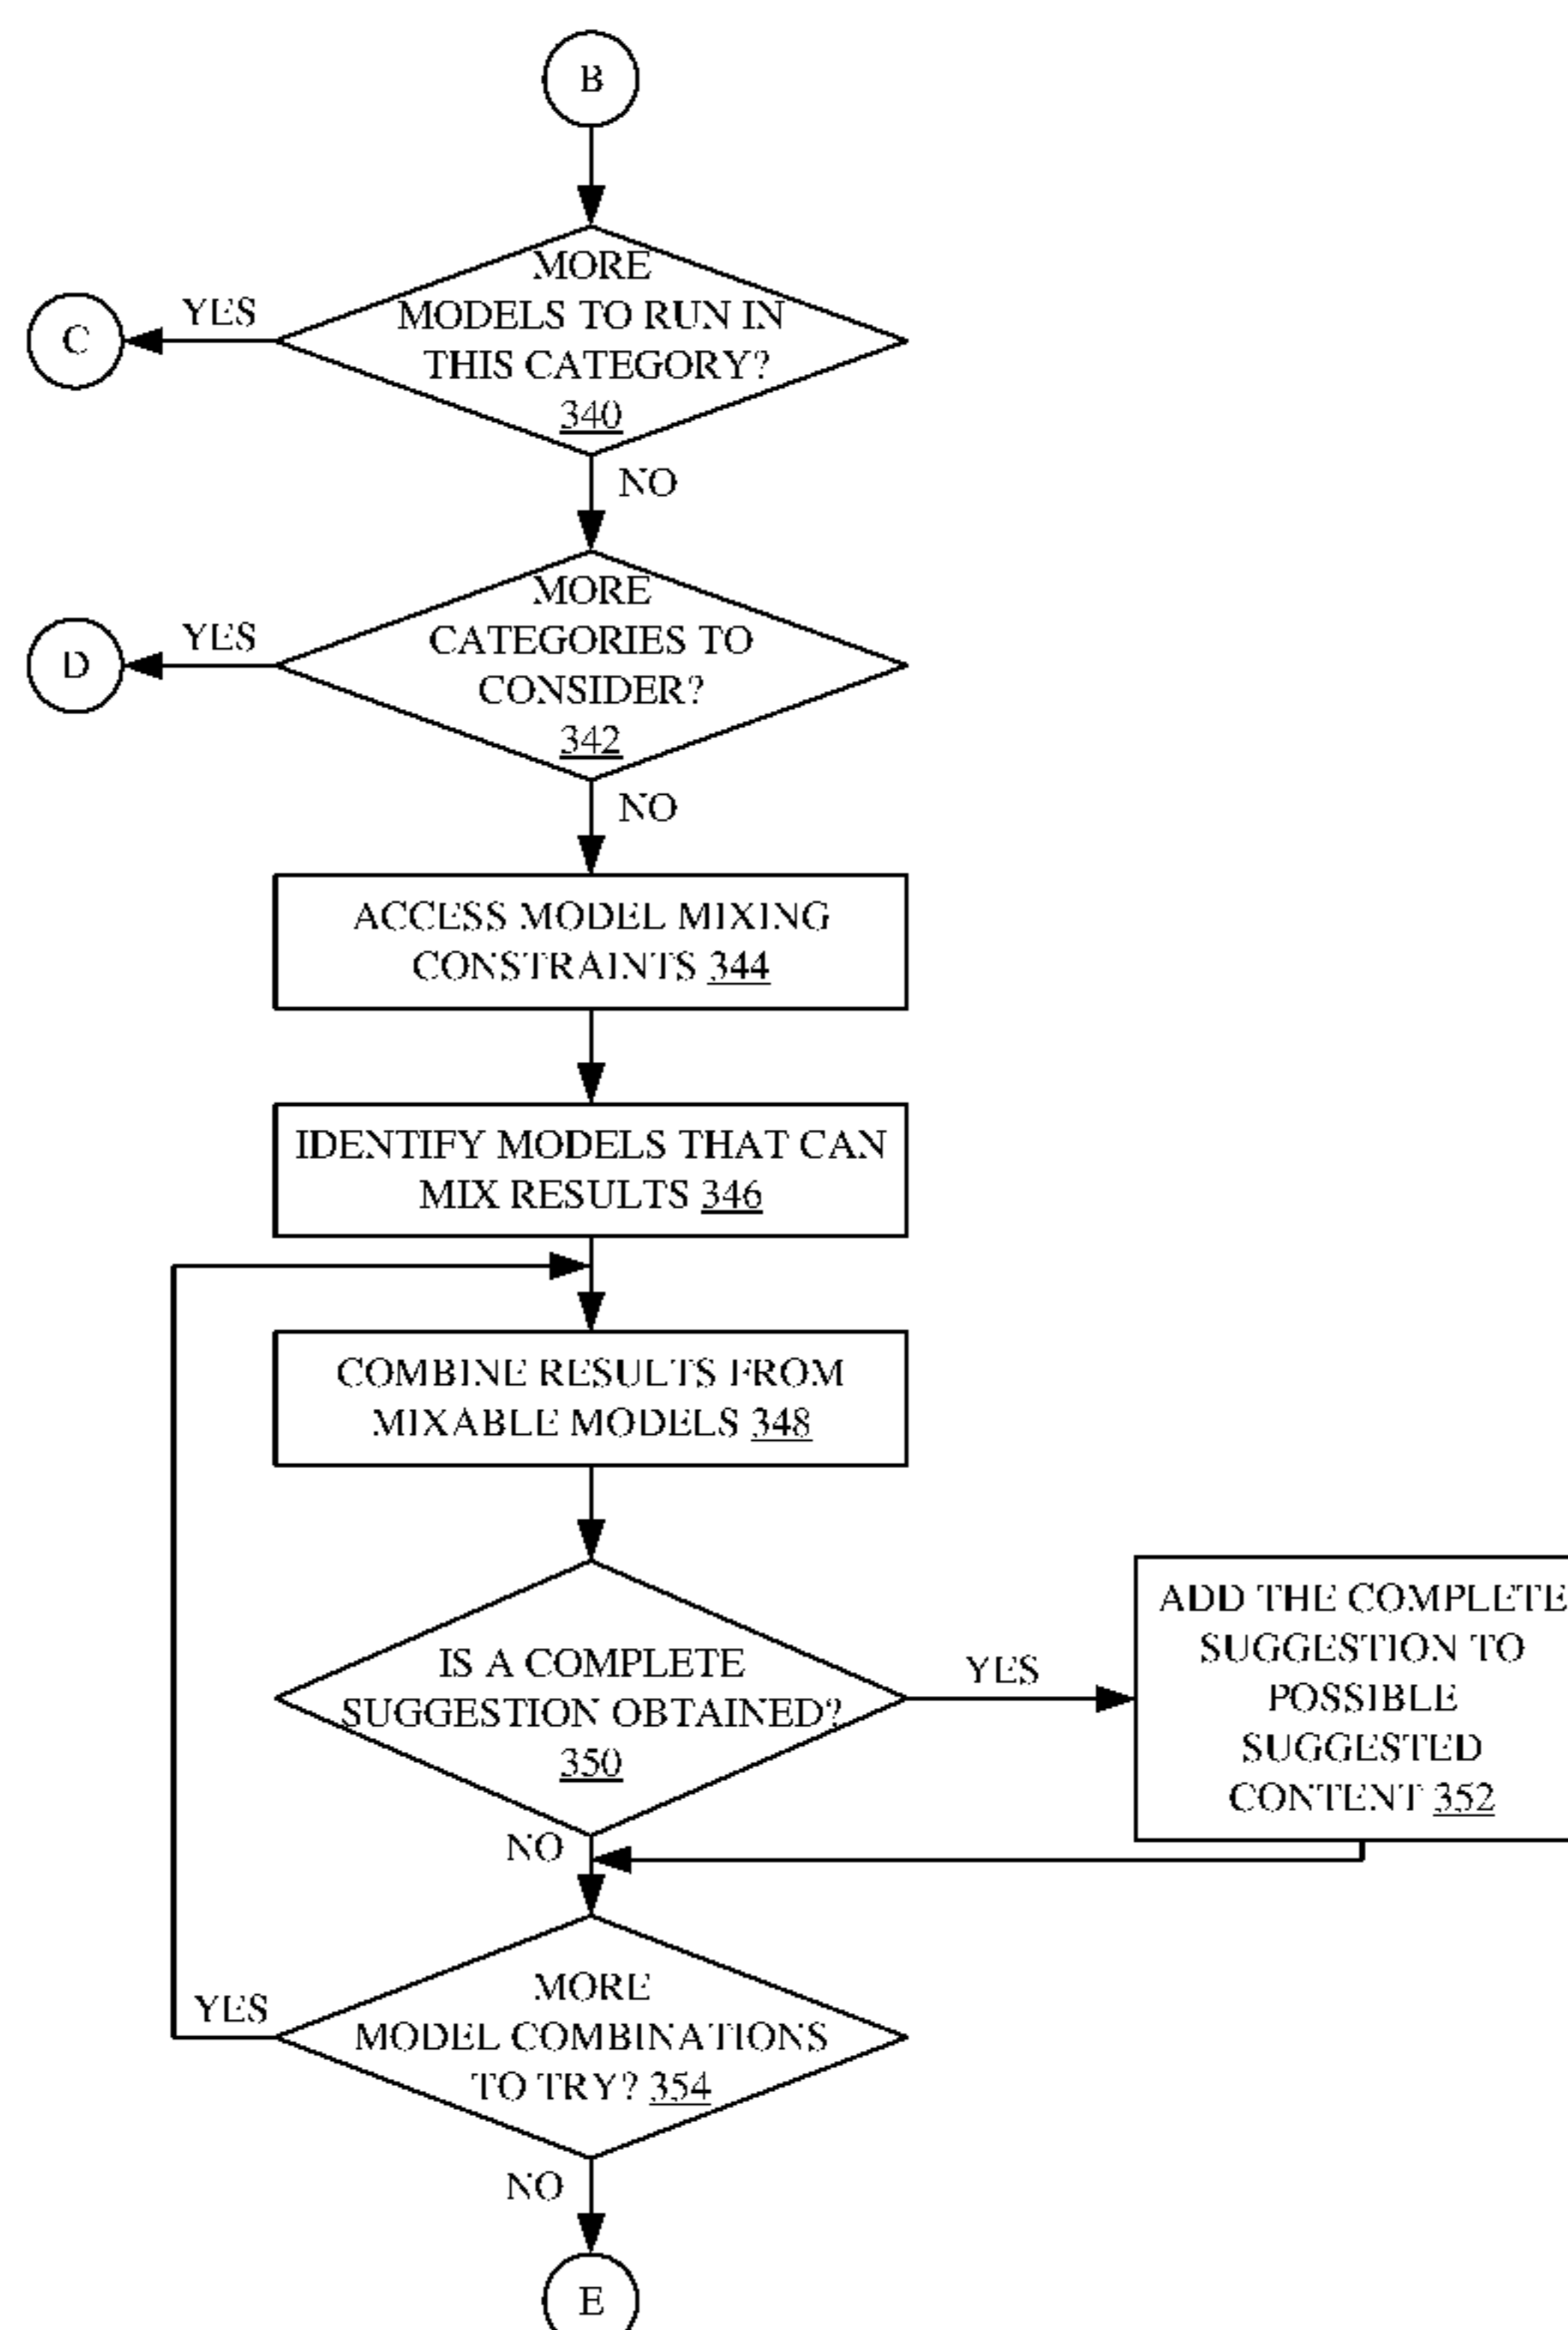 B
MORE
MODELS TO RUN IN
THIS CATEGORY?
340
YES
C
NO
MORE
CATEGORIES TO
CONSIDER?
342
YES
D
NO
ACCESS MODEL MIXING
CONSTRAINTS 344
IDENTIFY MODELS THAT CAN
MIX RESULTS 346
COMBINE RESULTS FROM
MIXABLE MODELS 348
IS A COMPLETE
SUGGESTION OBTAINED?
350
YES
ADD THE COMPLETE
SUGGESTION TO
POSSIBLE
SUGGESTED
CONTENT 352
NO
MORE
MODEL COMBINATIONS
TO TRY? 354
YES
NO
E